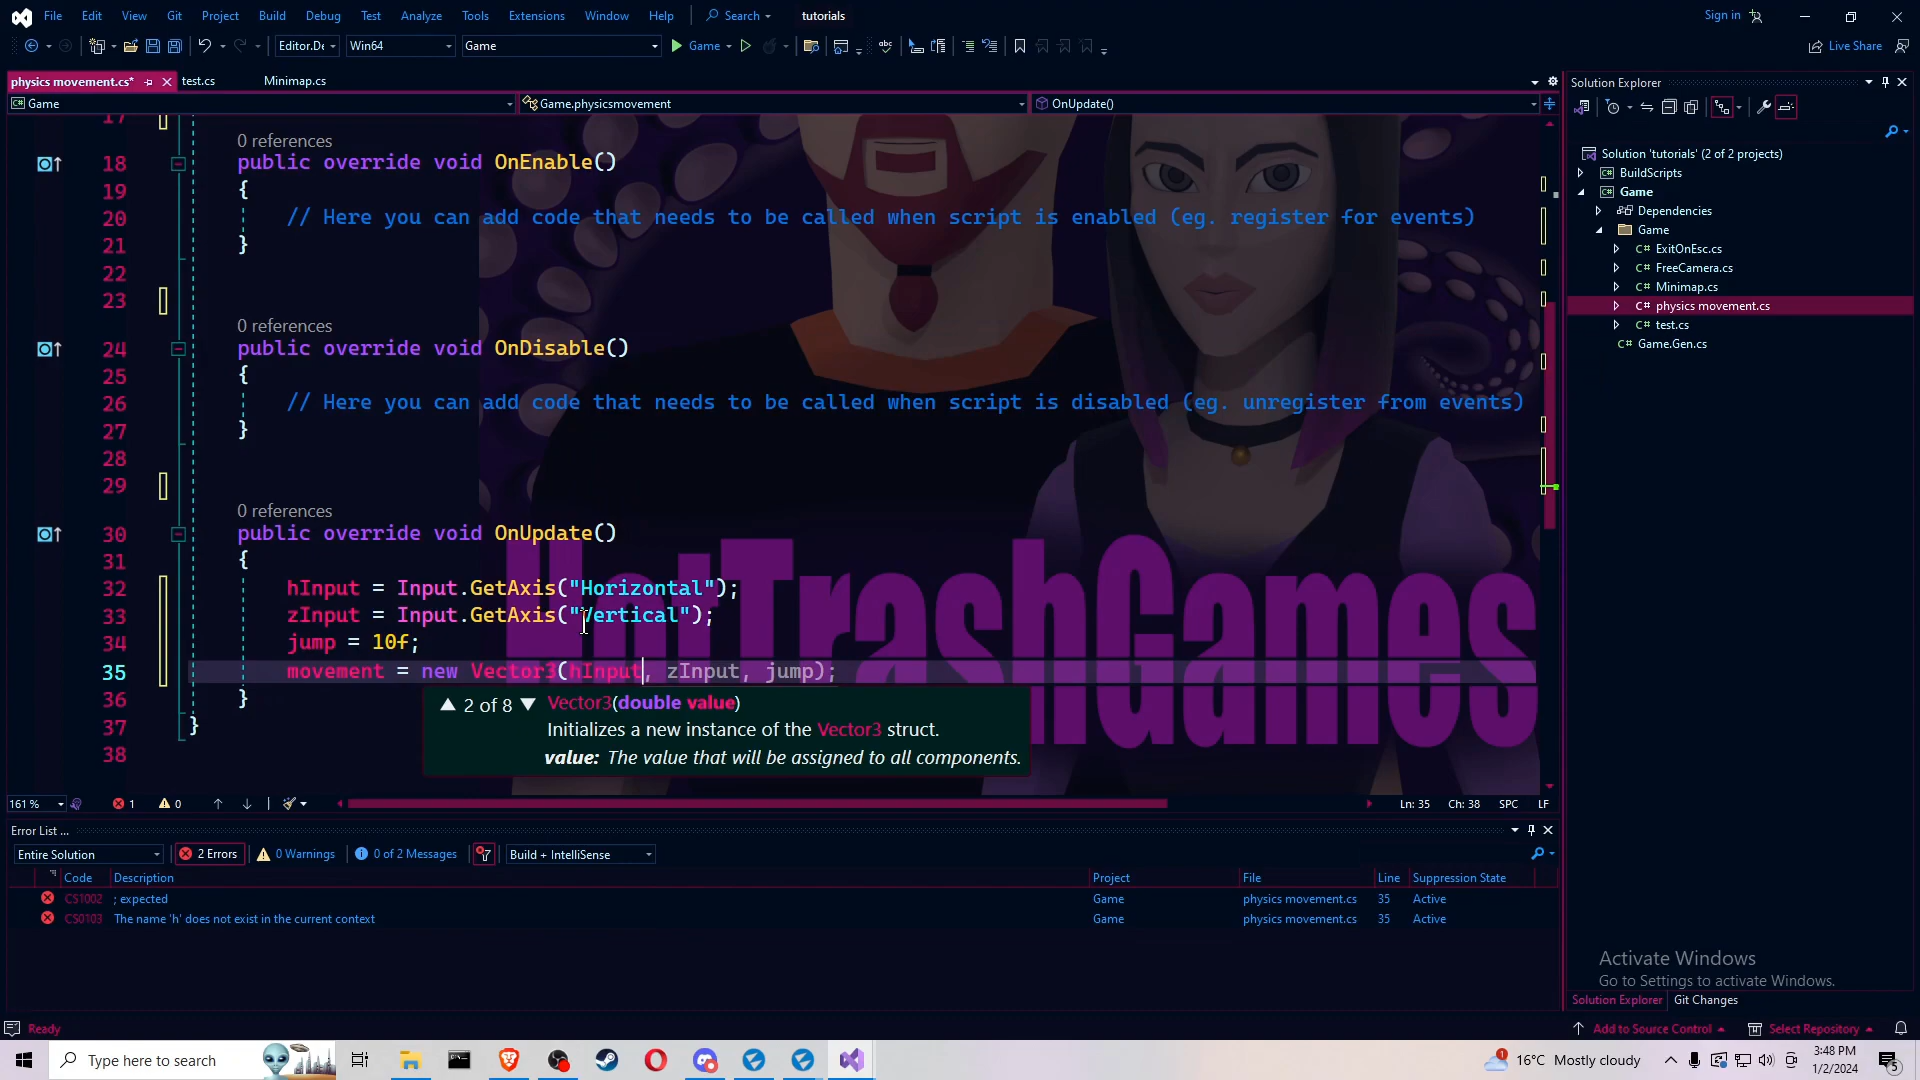 File Edit View Git Project Build Debug Test Analyze Tools Extensions Window Help Search tutorials Sign in
Editor.De Win64 Game Game Live Share
physics movement.cs* test.cs Minimap.cs
Game Game.physicsmovement OnUpdate()
17
0 references
18 public override void OnEnable()
19 {
20 // Here you can add code that needs to be called when script is enabled (eg. register for events)
21 }
22
23
0 references
24 public override void OnDisable()
25 {
26 // Here you can add code that needs to be called when script is disabled (eg. unregister from events)
27 }
28
29
0 references
30 public override void OnUpdate()
31 {
32 hInput = Input.GetAxis("Horizontal");
33 zInput = Input.GetAxis("Vertical");
34 jump = 10f;
35 movement = new Vector3(hInput, zInput, jump);
36 }
37 }
38
HotTrashGames
2 of 8 Vector3(double value)
Initializes a new instance of the Vector3 struct.
value: The value that will be assigned to all components.
161 % 1 0 Ln: 35 Ch: 38 SPC LF
Error List ...
Entire Solution 2 Errors 0 Warnings 0 of 2 Messages Build + IntelliSense
Code Description Project File Line Suppression State
CS1002 ; expected Game physics movement.cs 35 Active
CS0103 The name 'h' does not exist in the current context Game physics movement.cs 35 Active
Solution Explorer
Solution 'tutorials' (2 of 2 projects)
C# BuildScripts
C# Game
Dependencies
Game
C# ExitOnEsc.cs
C# FreeCamera.cs
C# Minimap.cs
C# physics movement.cs
C# test.cs
C# Game.Gen.cs
Activate Windows
Go to Settings to activate Windows.
Solution Explorer Git Changes
Ready Add to Source Control Select Repository
Type here to search 1 16°C Mostly cloudy 3:48 PM 5
1/2/2024